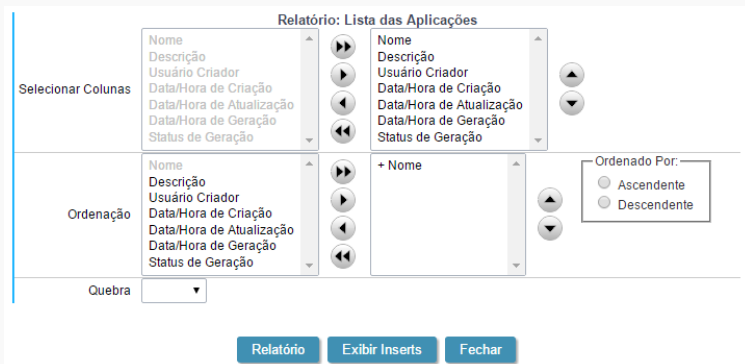 Relatório: Lista das Aplicações
Selecionar Colunas
Nome
Descrição
Usuário Criador
Data/Hora de Criação
Data/Hora de Atualização
Data/Hora de Geração
Status de Geração
Nome
Descrição
Usuário Criador
Data/Hora de Criação
Data/Hora de Atualização
Data/Hora de Geração
Status de Geração
Ordenação
Nome
Descrição
Usuário Criador
Data/Hora de Criação
Data/Hora de Atualização
Data/Hora de Geração
Status de Geração
+ Nome
Ordenado Por:
Ascendente
Descendente
Quebra
Relatório
Exibir Inserts
Fechar